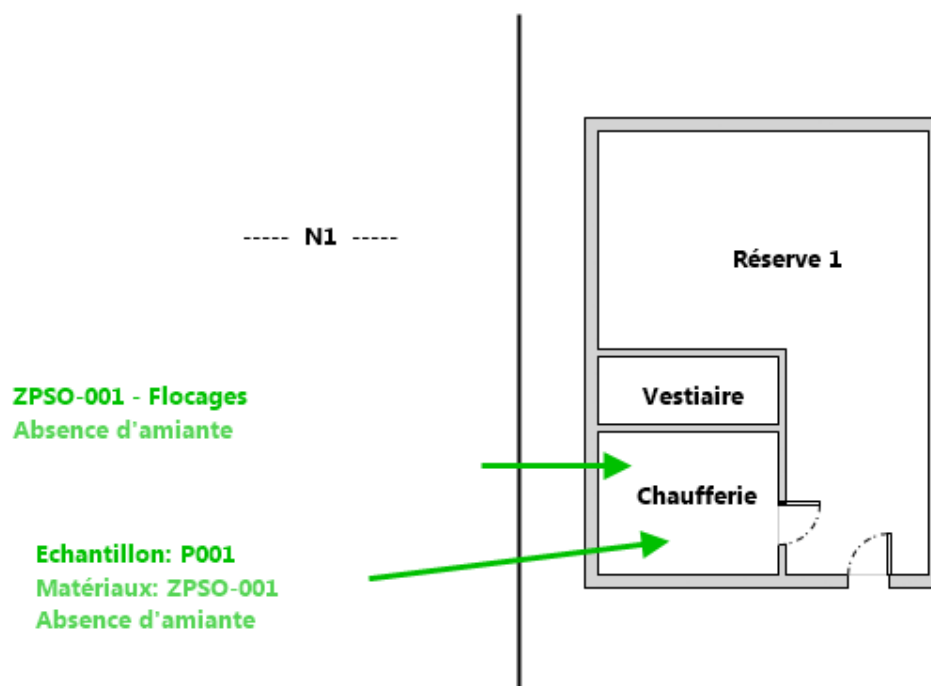 ----- N1 -----
Réserve 1
ZPSO-001 - Flocages
Absence d'amiante
Vestiaire
Chaufferie
Echantillon: P001
Matériaux: ZPSO-001
Absence d'amiante